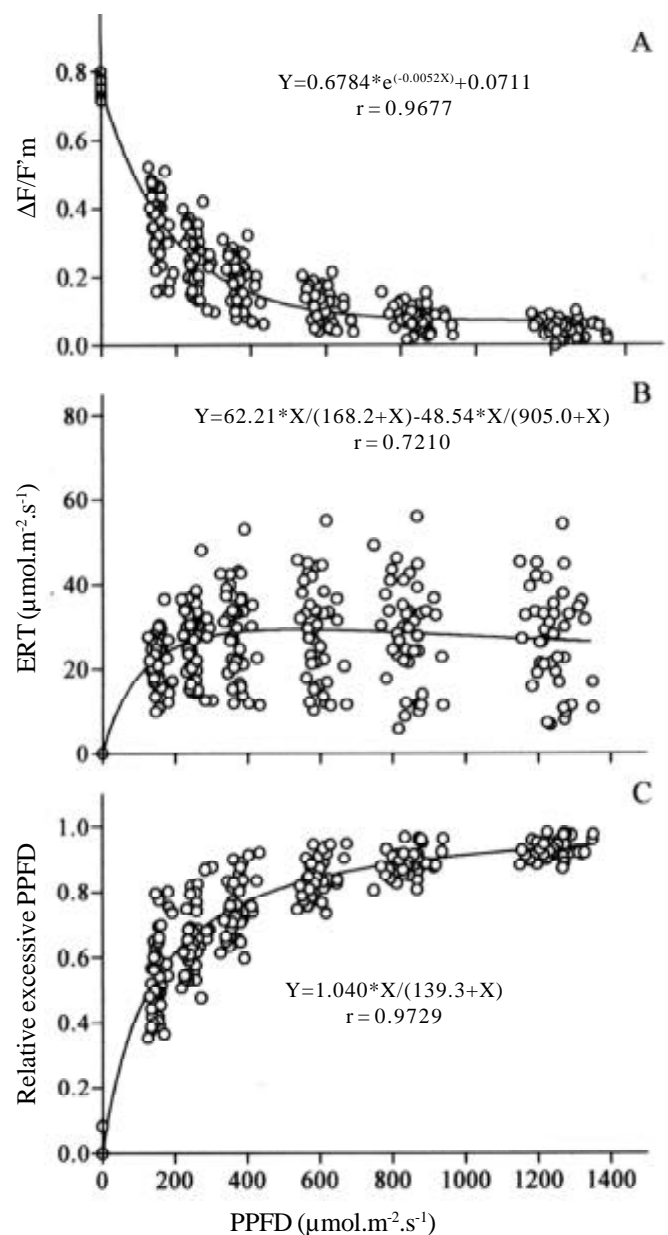 A
Y=0.6784*e(-0.0052X)+0.0711
r = 0.9677
ΔF/F'm
0.8
0.6
0.4
0.2
0.0
B
Y=62.21*X/(168.2+X)-48.54*X/(905.0+X)
r = 0.7210
ERT (µmol.m-2.s-1)
80
60
40
20
0
C
Relative excessive PPFD
1.0
0.8
0.6
0.4
0.2
0.0
Y=1.040*X/(139.3+X)
r = 0.9729
0 200 400 600 800 1000 1200 1400
PPFD (µmol.m-2.s-1)